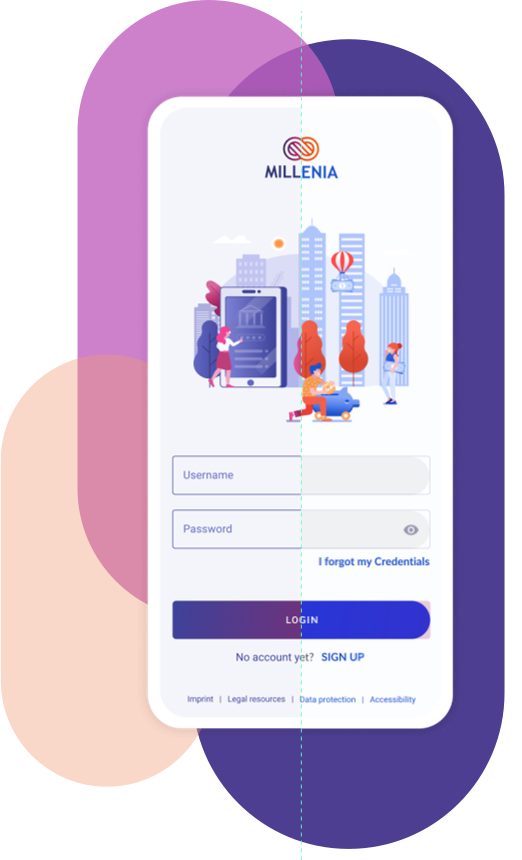 MILLENIA
Username
Password
I forgot my Credentials
LOGIN
No account yet? SIGN UP
Imprint | Legal resources | Data protection | Accessibility